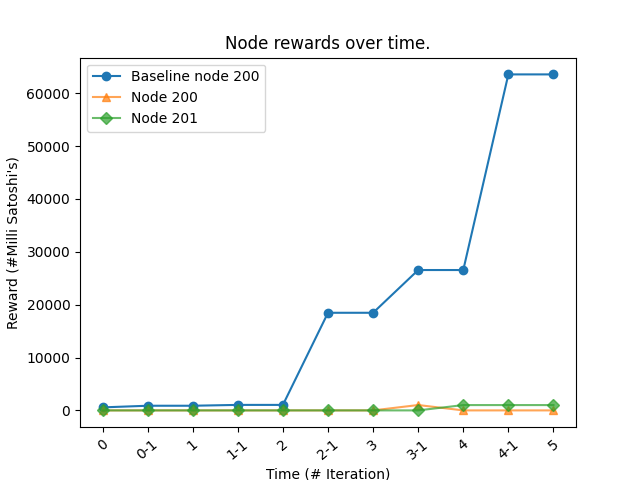 Node rewards over time.
Baseline node 200
Node 200
Node 201
Reward (#Milli Satoshi's)
60000
50000
40000
30000
20000
10000
0
0 0-1 1 1-1 2 2-1 3 3-1 4 4-1 5
Time (# Iteration)